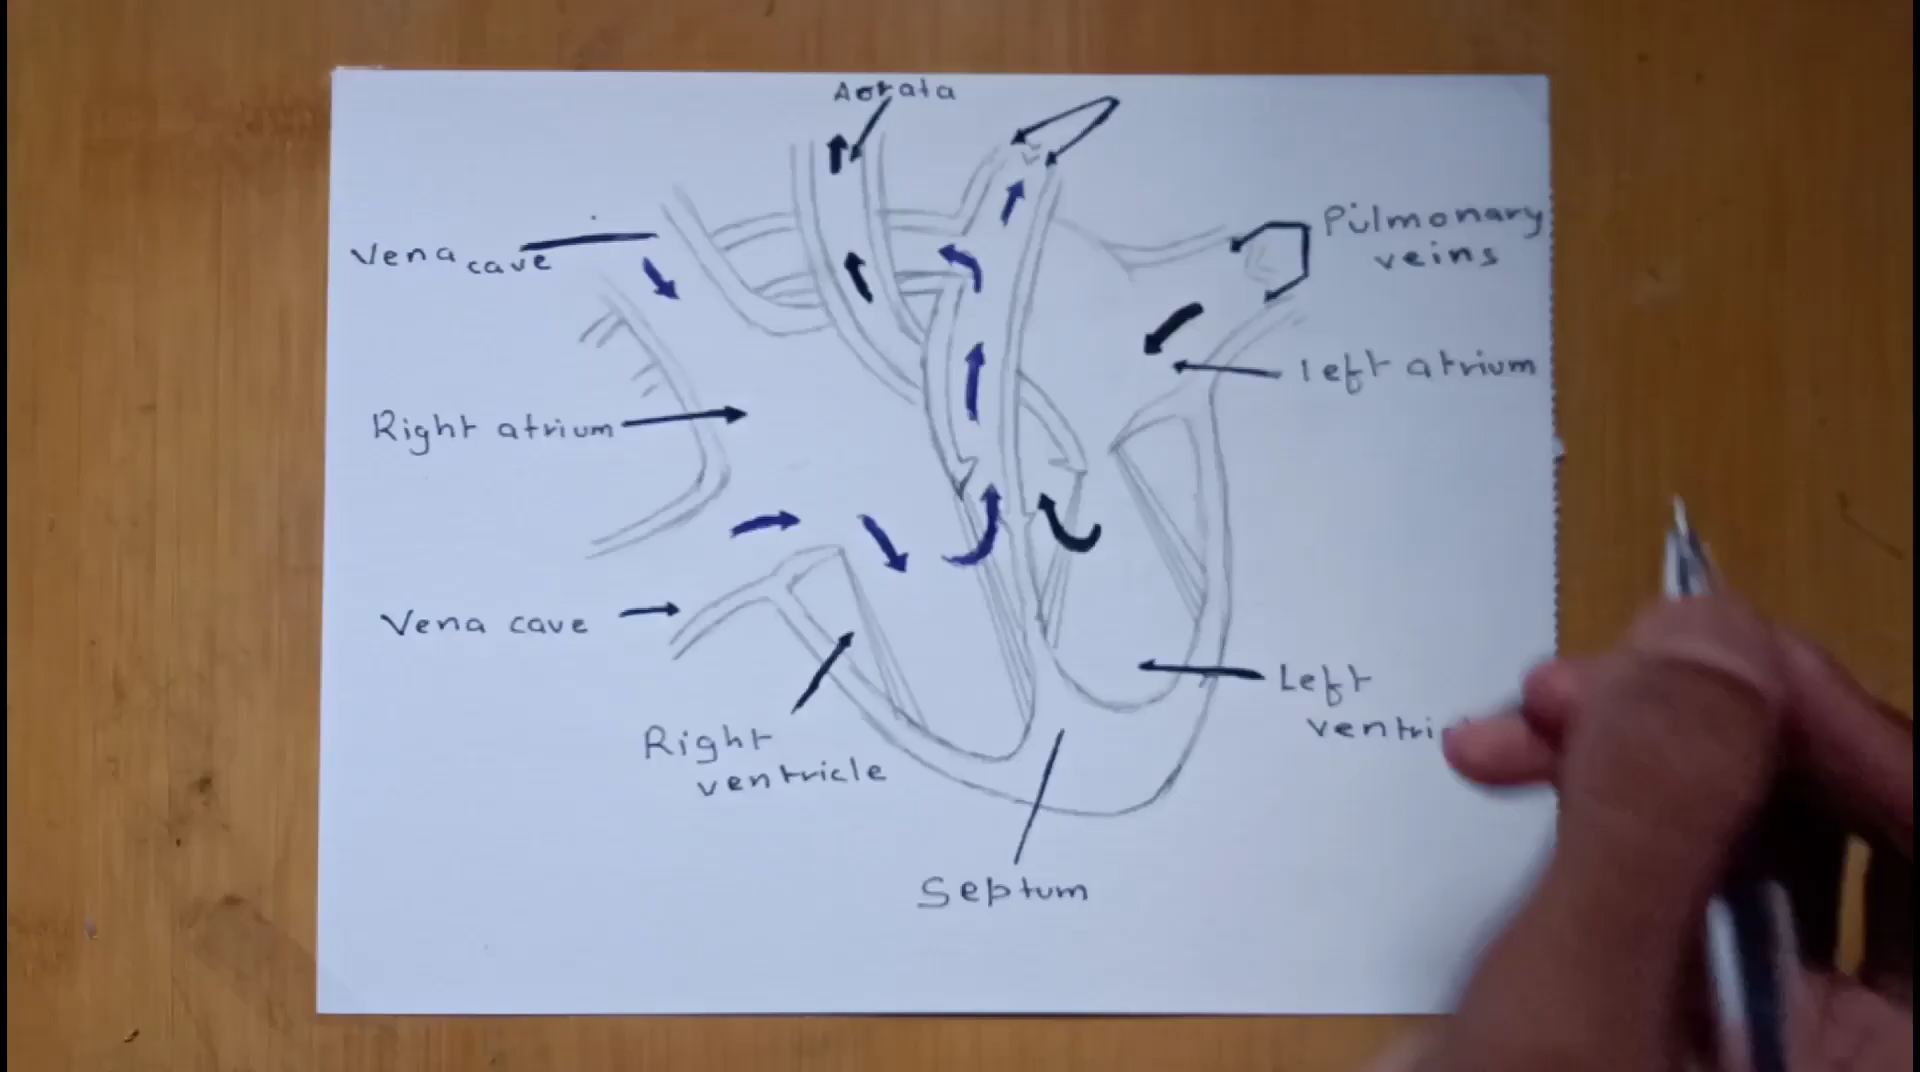 Aorata
Vena cave
Pulmonary
veins
left atrium
Right atrium
Vena cave
Left
Right
ventricle
Septum